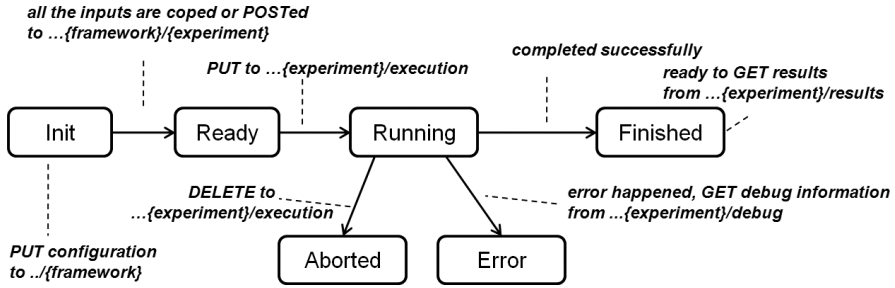 all the inputs are coped or POSTed
to …{framework}/{experiment}
PUT to …{experiment}/execution
completed successfully
ready to GET results
from …{experiment}/results
Init
Ready
Running
Finished
DELETE to
…{experiment}/execution
error happened, GET debug information
from ...{experiment}/debug
PUT configuration
to ../{framework}
Aborted
Error